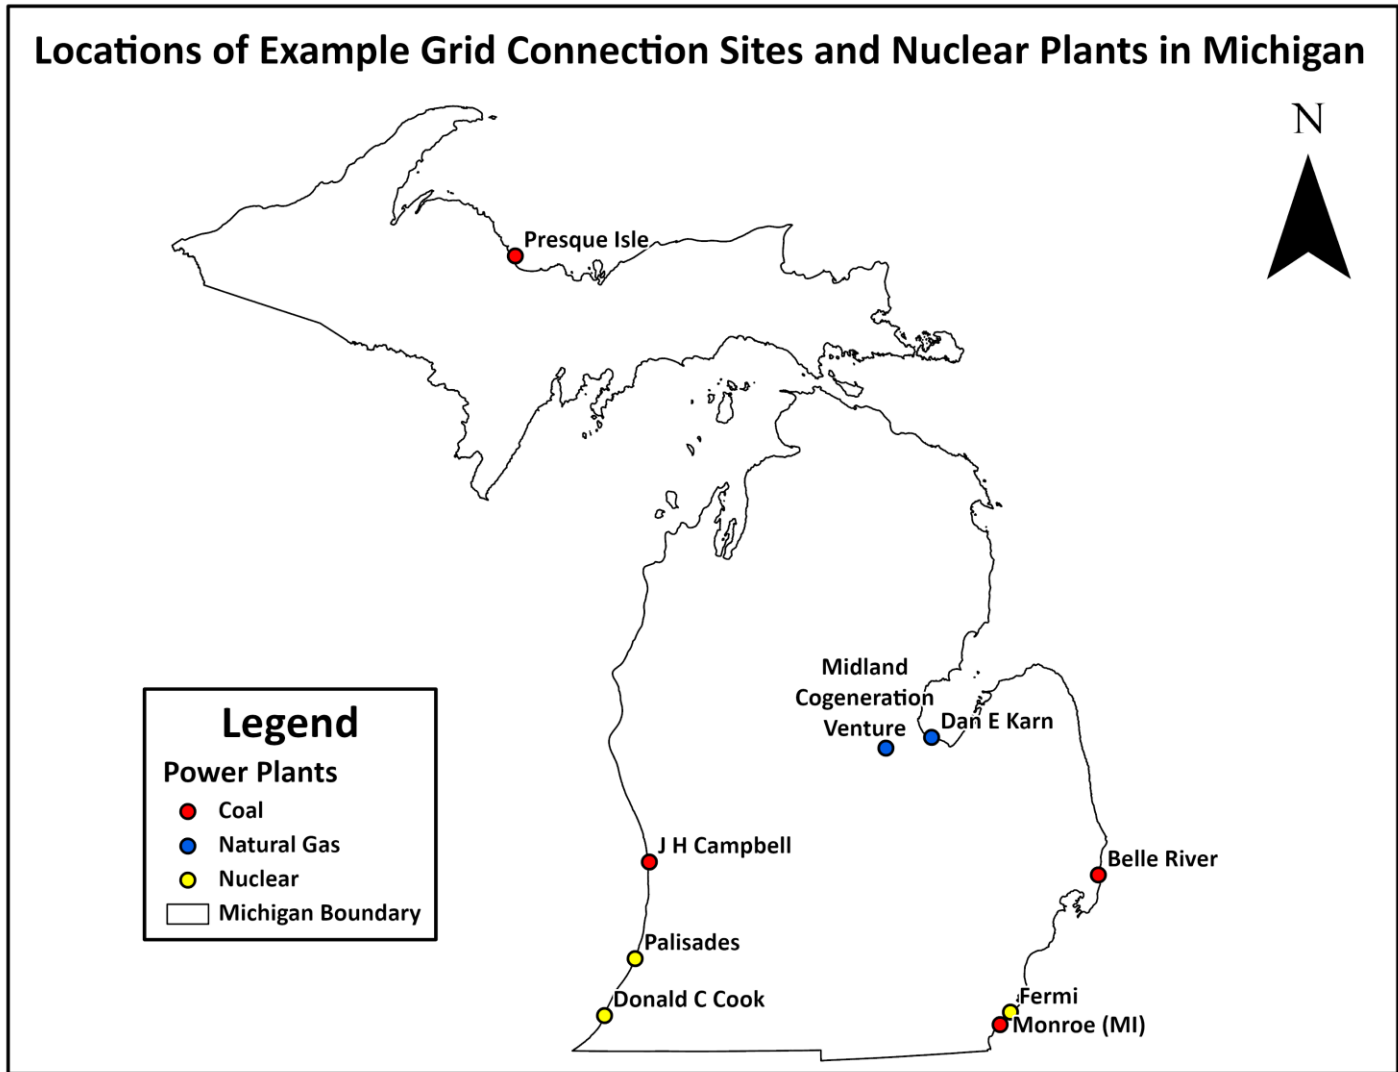 Locations of Example Grid Connection Sites and Nuclear Plants in Michigan
N
Presque Isle
Midland
Cogeneration
Venture
Dan E Karn
J H Campbell
Belle River
Palisades
Donald C Cook
Fermi
Monroe (MI)
Legend
Power Plants
Coal
Natural Gas
Nuclear
Michigan Boundary